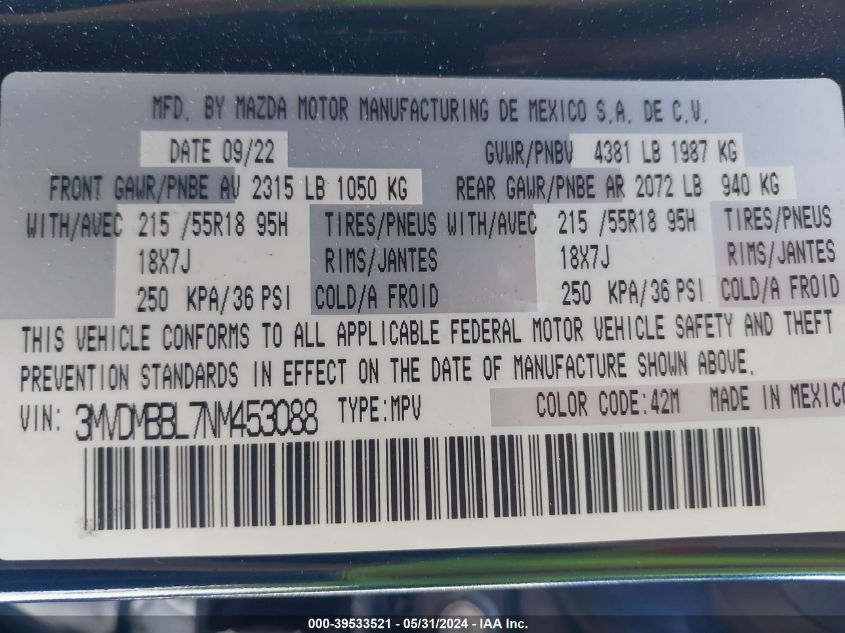 MFD. BY MAZDA MOTOR MANUFACTURING DE MEXICO S.A. DE C.V.
DATE 09/22 GVWR/PNBV 4381 LB 1987 KG
FRONT GAWR/PNBE AV 2315 LB 1050 KG REAR GAWR/PNBE AR 2072 LB 940 KG
WITH/AVEC 215 /55R18 95H TIRES/PNEUS WITH/AVEC 215 /55R18 95H TIRES/PNEUS
18X7J RIMS/JANTES 18X7J RIMS/JANTES
250 KPA/36 PSI COLD/A FROID 250 KPA/36 PSI COLD/A FROID
THIS VEHICLE CONFORMS TO ALL APPLICABLE FEDERAL MOTOR VEHICLE SAFETY AND THEFT
PREVENTION STANDARDS IN EFFECT ON THE DATE OF MANUFACTURE SHOWN ABOVE.
VIN: 3MVDMBBL7NM453088 TYPE:MPV COLOR CODE:42M MADE IN MEXICO
000-39533521 - 05/31/2024 - IAA Inc.